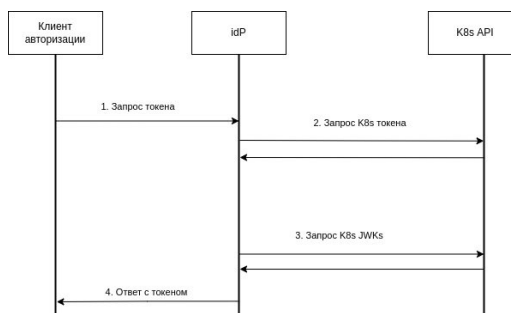 Клиент
авторизации
idP
K8s API
1. Запрос токена
2. Запрос K8s токена
3. Запрос K8s JWKs
4. Ответ с токеном